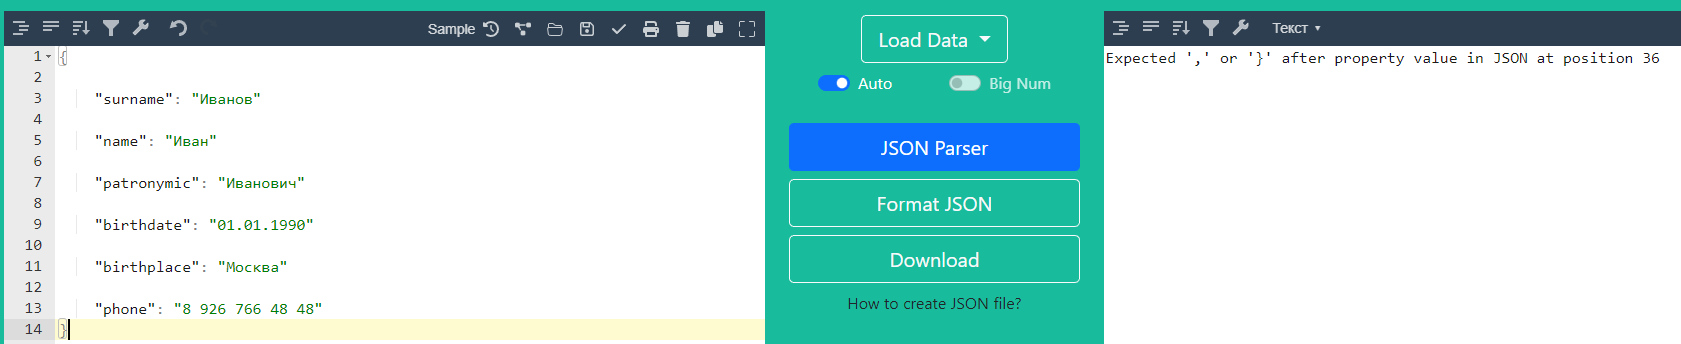 Sample
1 {
2
3 "surname": "Иванов"
4
5 "name": "Иван"
6
7 "patronymic": "Иванович"
8
9 "birthdate": "01.01.1990"
10
11 "birthplace": "Москва"
12
13 "phone": "8 926 766 48 48"
14 }
Load Data
Auto Big Num
JSON Parser
Format JSON
Download
How to create JSON file?
Текст
Expected ',' or '}' after property value in JSON at position 36